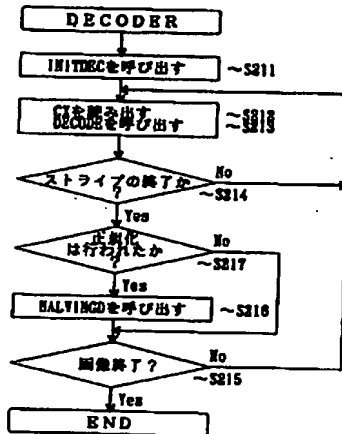 DECODER
INITDECを呼び出す
~S211
CXを読み出す
~S212
DECODEを呼び出す
~S213
ストライプの終了か
?
No
~S214
Yes
は行われたか
?
No
~S217
Yes
HALVINGDを呼び出す
~S216
画像終了?
No
~S215
Yes
END